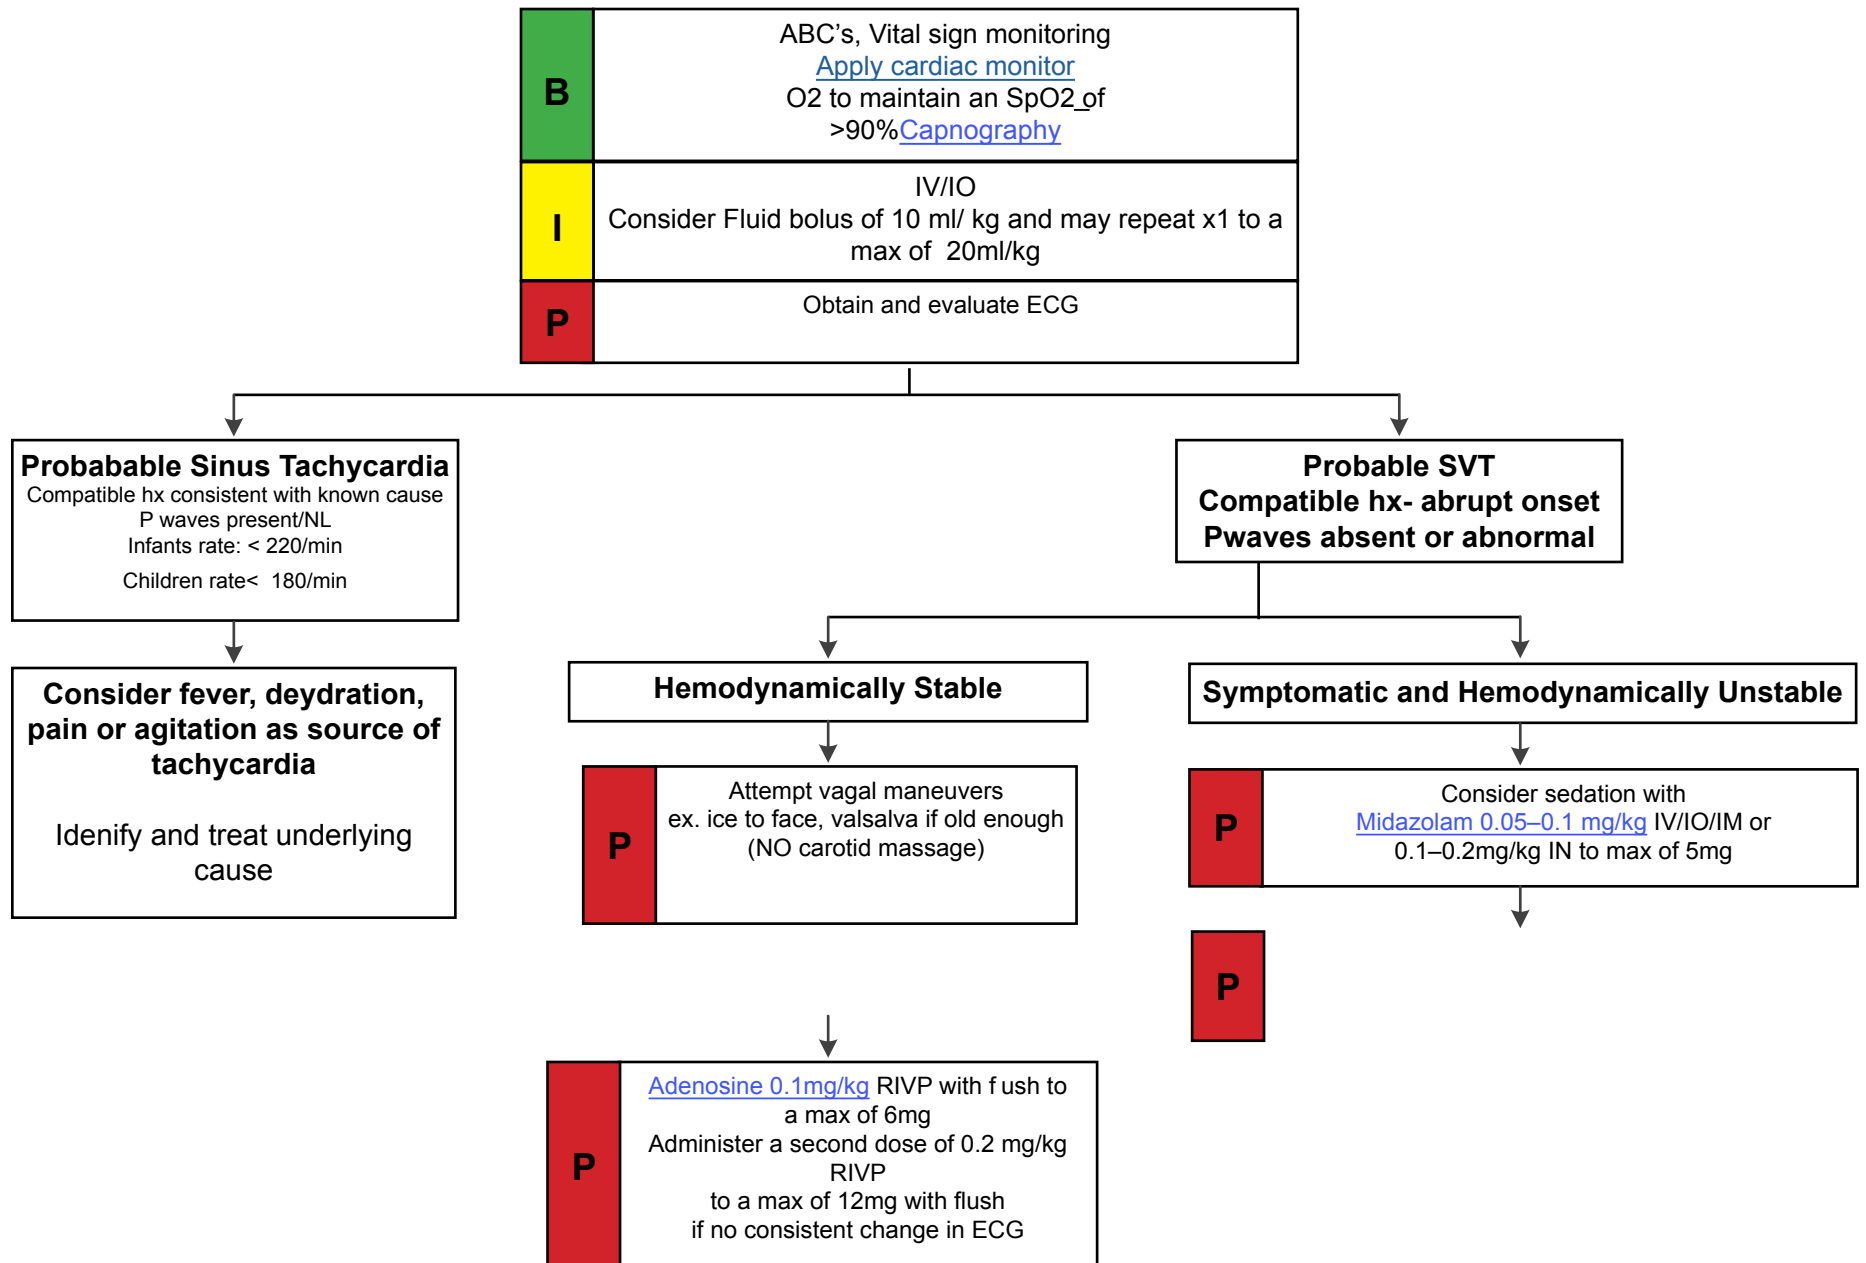 B
ABC's, Vital sign monitoring
Apply cardiac monitor
O2 to maintain an SpO2 of
>90%Capnography
I
IV/IO
Consider Fluid bolus of 10 ml/ kg and may repeat x1 to a
max of  20ml/kg
P
Obtain and evaluate ECG
Probabable Sinus Tachycardia
Compatible hx consistent with known cause
P waves present/NL
Infants rate: < 220/min
Children rate<  180/min
Consider fever, deydration,
pain or agitation as source of
tachycardia
Idenify and treat underlying
cause
Probable SVT
Compatible hx- abrupt onset
Pwaves absent or abnormal
Hemodynamically Stable
P
Attempt vagal maneuvers
ex. ice to face, valsalva if old enough
(NO carotid massage)
P
Adenosine 0.1mg/kg RIVP with f ush to
a max of 6mg
Administer a second dose of 0.2 mg/kg
RIVP
to a max of 12mg with flush
if no consistent change in ECG
Symptomatic and Hemodynamically Unstable
P
Consider sedation with
Midazolam 0.05–0.1 mg/kg IV/IO/IM or
0.1–0.2mg/kg IN to max of 5mg
P